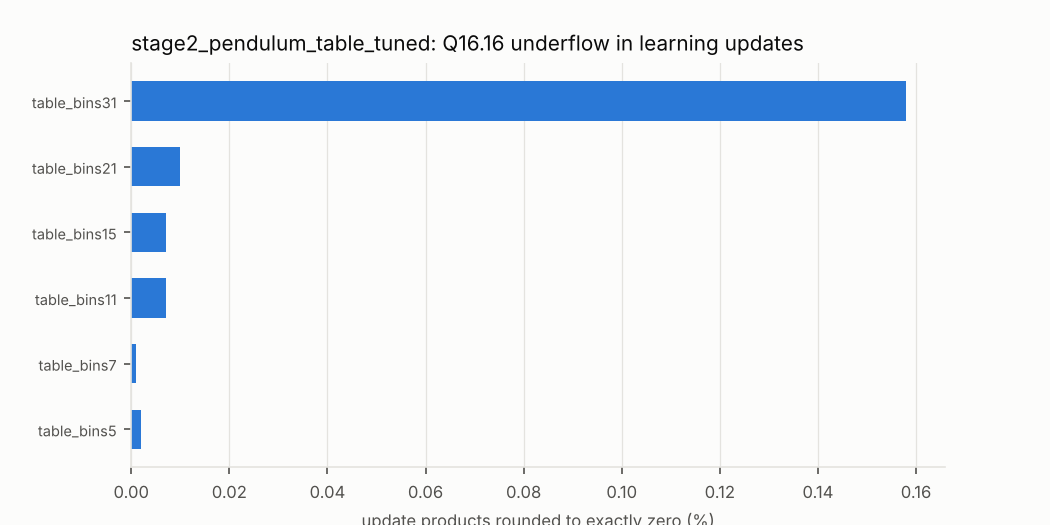 stage2_pendulum_table_tuned: Q16.16 underflow in learning updates
table_bins31
table_bins21
table_bins15
table_bins11
table_bins7
table_bins5
0.00 0.02 0.04 0.06 0.08 0.10 0.12 0.14 0.16
update products rounded to exactly zero (%)